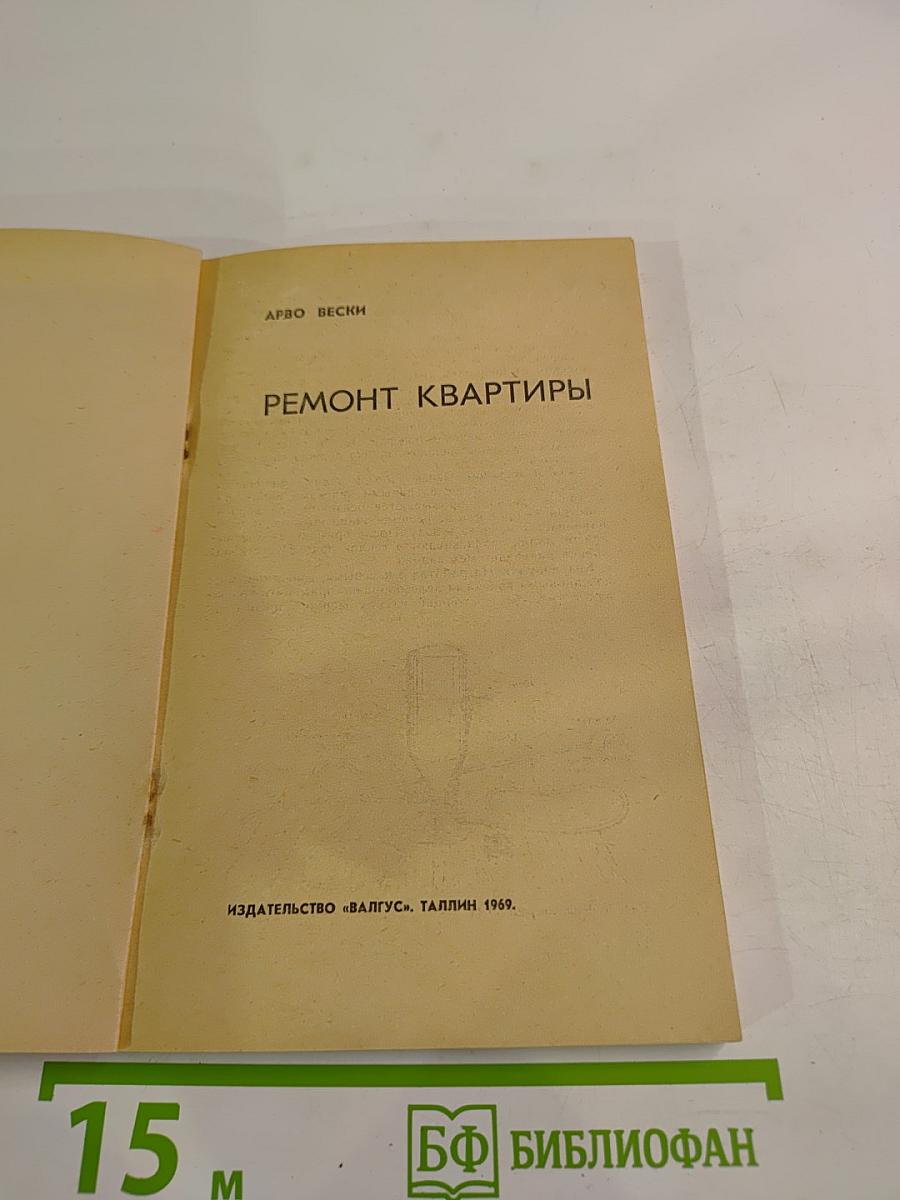 АРВО ВЕСКИ
РЕМОНТ КВАРТИРЫ
ИЗДАТЕЛЬСТВО «ВАЛГУС». ТАЛЛИН 1969.
15 м
БФ БИБЛИОФАН